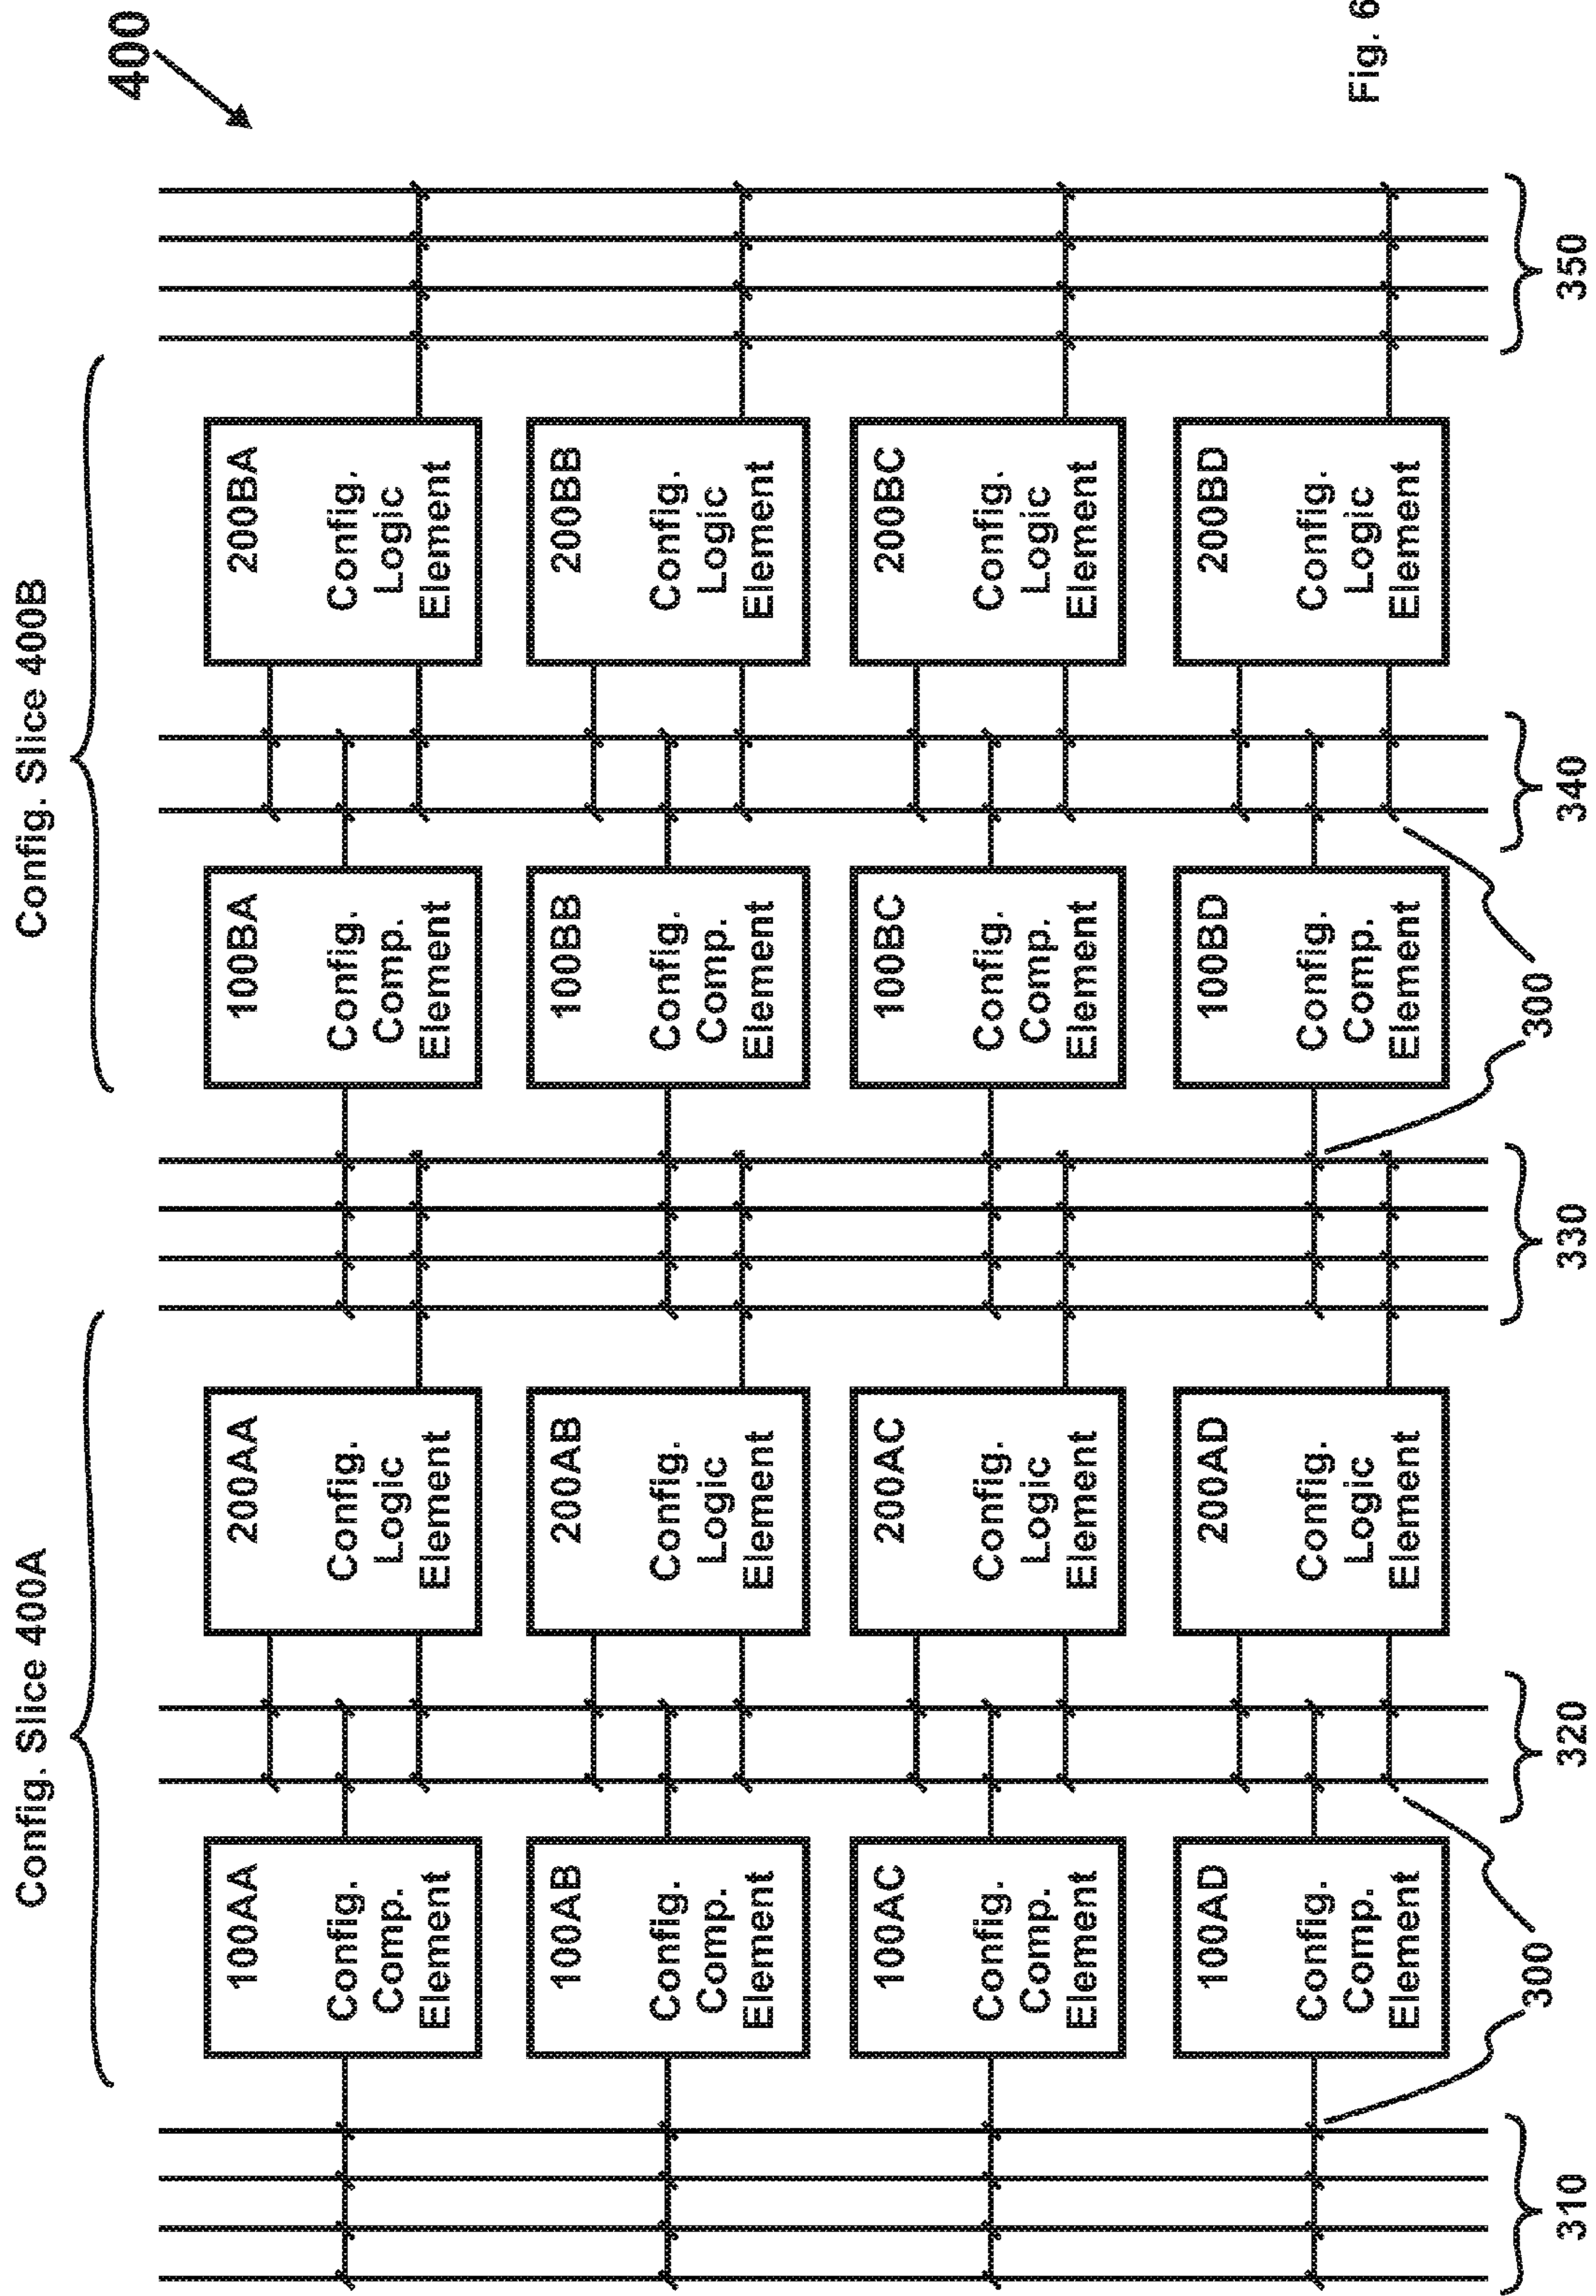 400
Config. Slice 400A
Config. Slice 400B
100AA
Config.
Comp.
Element
200AA
Config.
Logic
Element
100BA
Config.
Comp.
Element
200BA
Config.
Logic
Element
100AB
Config.
Comp.
Element
200AB
Config.
Logic
Element
100BB
Config.
Comp.
Element
200BB
Config.
Logic
Element
100AC
Config.
Comp.
Element
200AC
Config.
Logic
Element
100BC
Config.
Comp.
Element
200BC
Config.
Logic
Element
100AD
Config.
Comp.
Element
200AD
Config.
Logic
Element
100BD
Config.
Comp.
Element
200BD
Config.
Logic
Element
300
300
310
320
330
340
350
Fig. 6